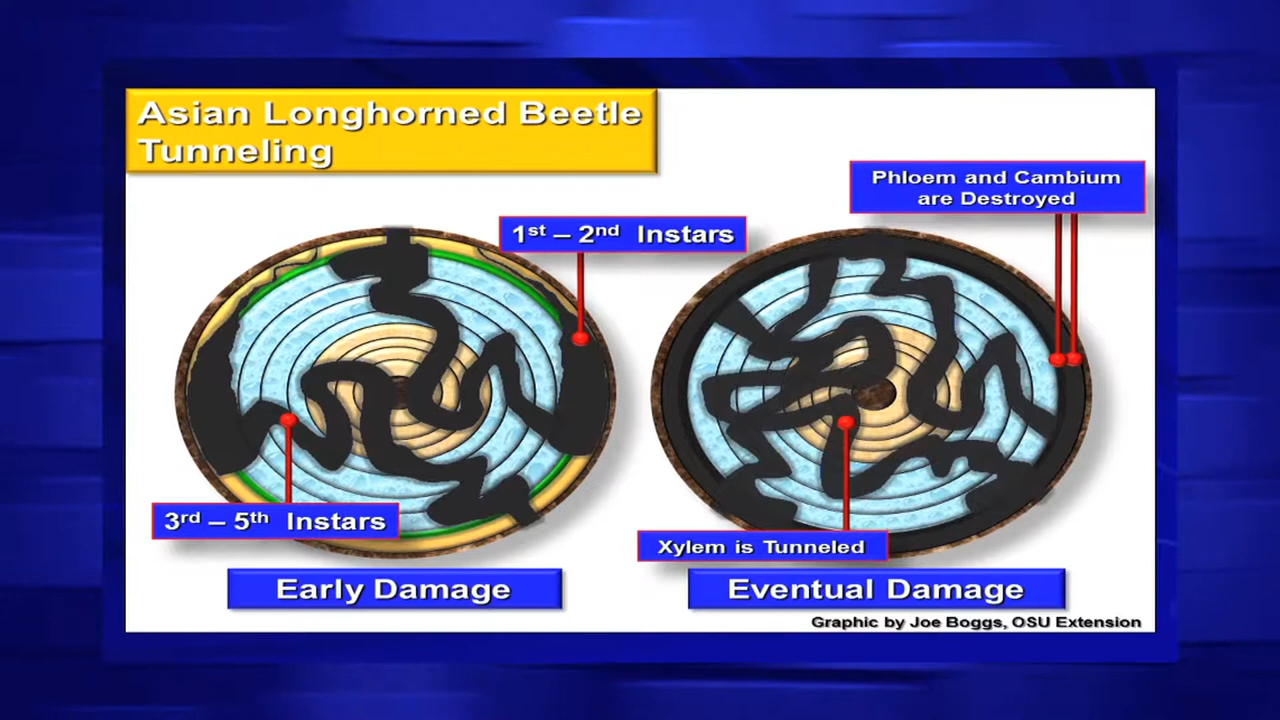 Asian Longhorned Beetle
Tunneling
Phloem and Cambium
are Destroyed
1st – 2nd Instars
3rd – 5th Instars
Xylem is Tunneled
Early Damage
Eventual Damage
Graphic by Joe Boggs, OSU Extension